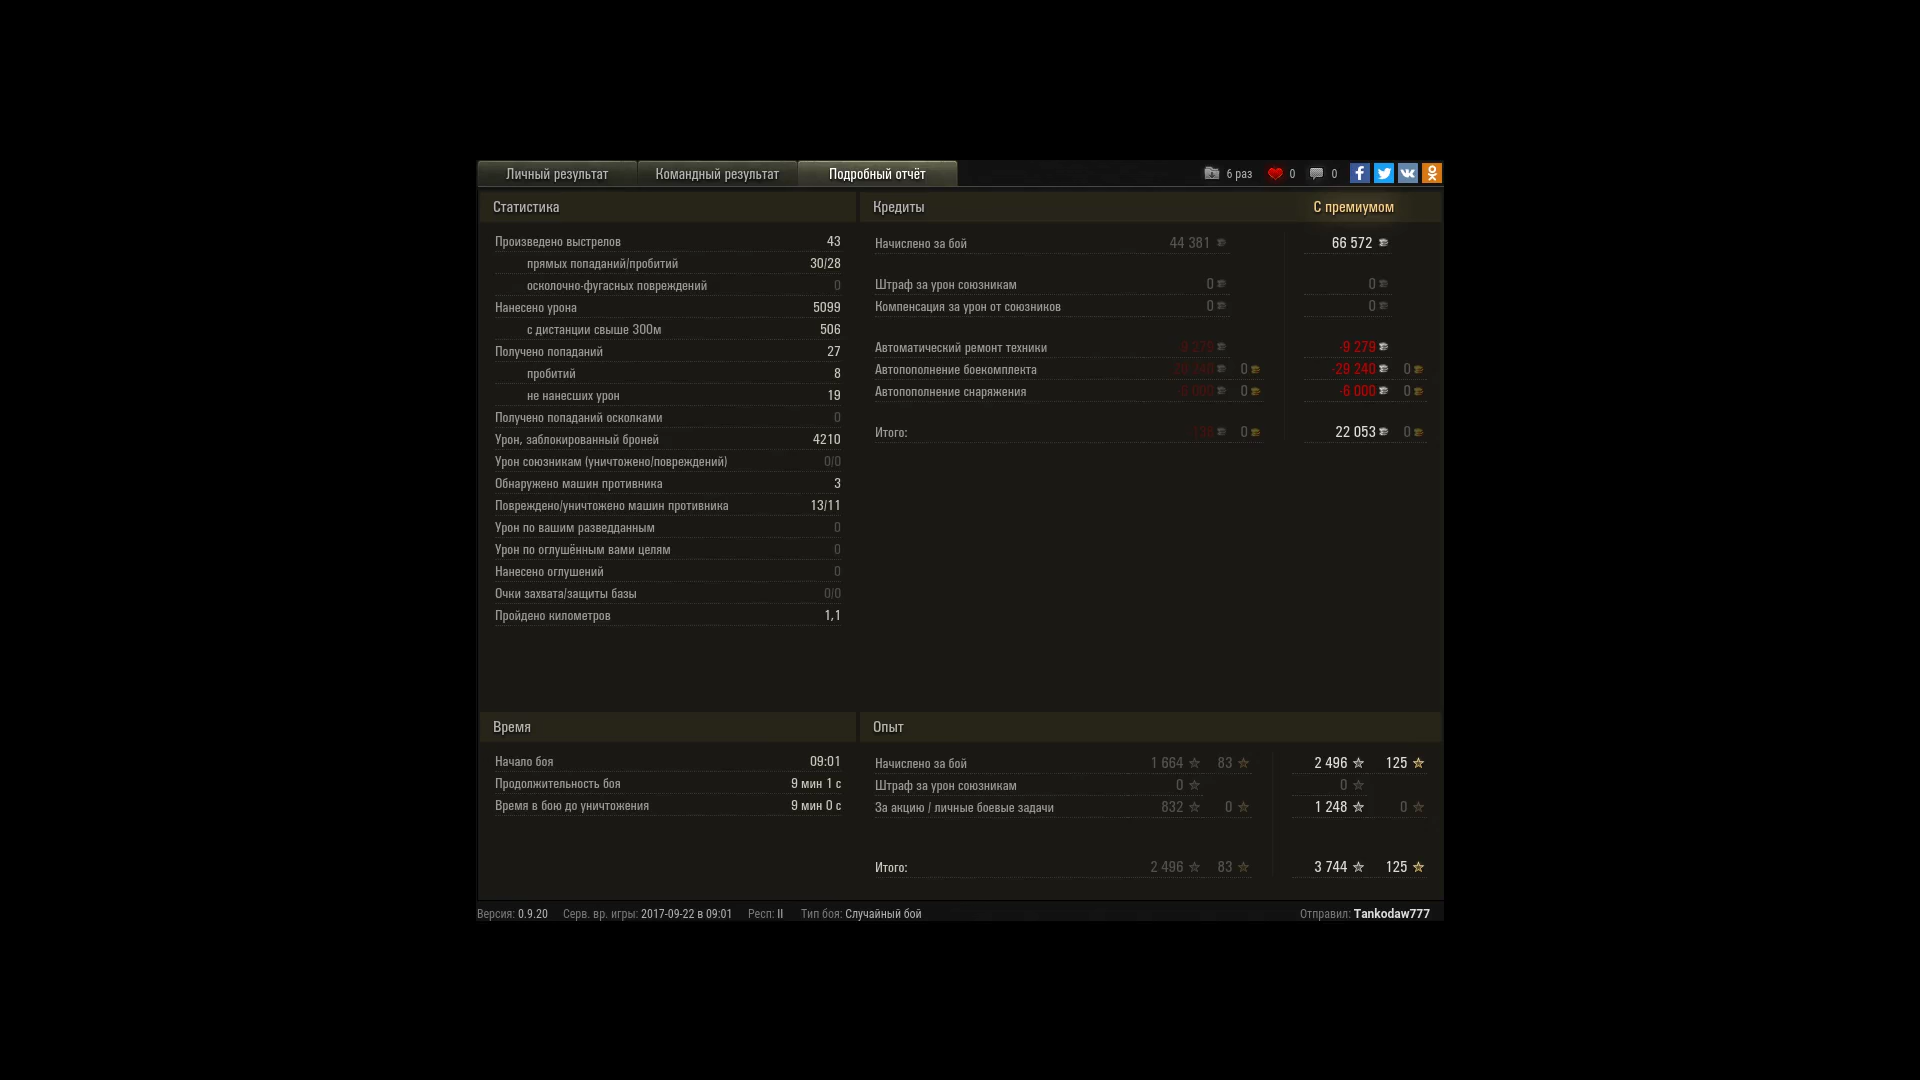 Личный результат Командный результат Подробный отчёт 6 раз 0 0
Статистика
Произведено выстрелов 43
прямых попаданий/пробитий 30/28
осколочно-фугасных повреждений 0
Нанесено урона 5099
с дистанции свыше 300м 506
Получено попаданий 27
пробитий 8
не нанесших урон 19
Получено попаданий осколками 0
Урон, заблокированный броней 4210
Урон союзникам (уничтожено/повреждений) 0/0
Обнаружено машин противника 3
Повреждено/уничтожено машин противника 13/11
Урон по вашим разведданным 0
Урон по оглушённым вами целям 0
Нанесено оглушений 0
Очки захвата/защиты базы 0/0
Пройдено километров 1,1
Кредиты С премиумом
Начислено за бой 44 381 66 572
Штраф за урон союзникам 0 0
Компенсация за урон от союзников 0 0
Автоматический ремонт техники -9 279 -9 279
Автопополнение боекомплекта -29 240 0 -29 240 0
Автопополнение снаряжения -6 000 0 -6 000 0
Итого: -138 0 22 053 0
Время
Начало боя 09:01
Продолжительность боя 9 мин 1 с
Время в бою до уничтожения 9 мин 0 с
Опыт
Начислено за бой 1 664 83 2 496 125
Штраф за урон союзникам 0 0
За акцию / личные боевые задачи 832 0 1 248 0
Итого: 2 496 83 3 744 125
Версия: 0.9.20 Серв. вр. игры: 2017-09-22 в 09:01 Респ: II Тип боя: Случайный бой Отправил: Tankodaw777